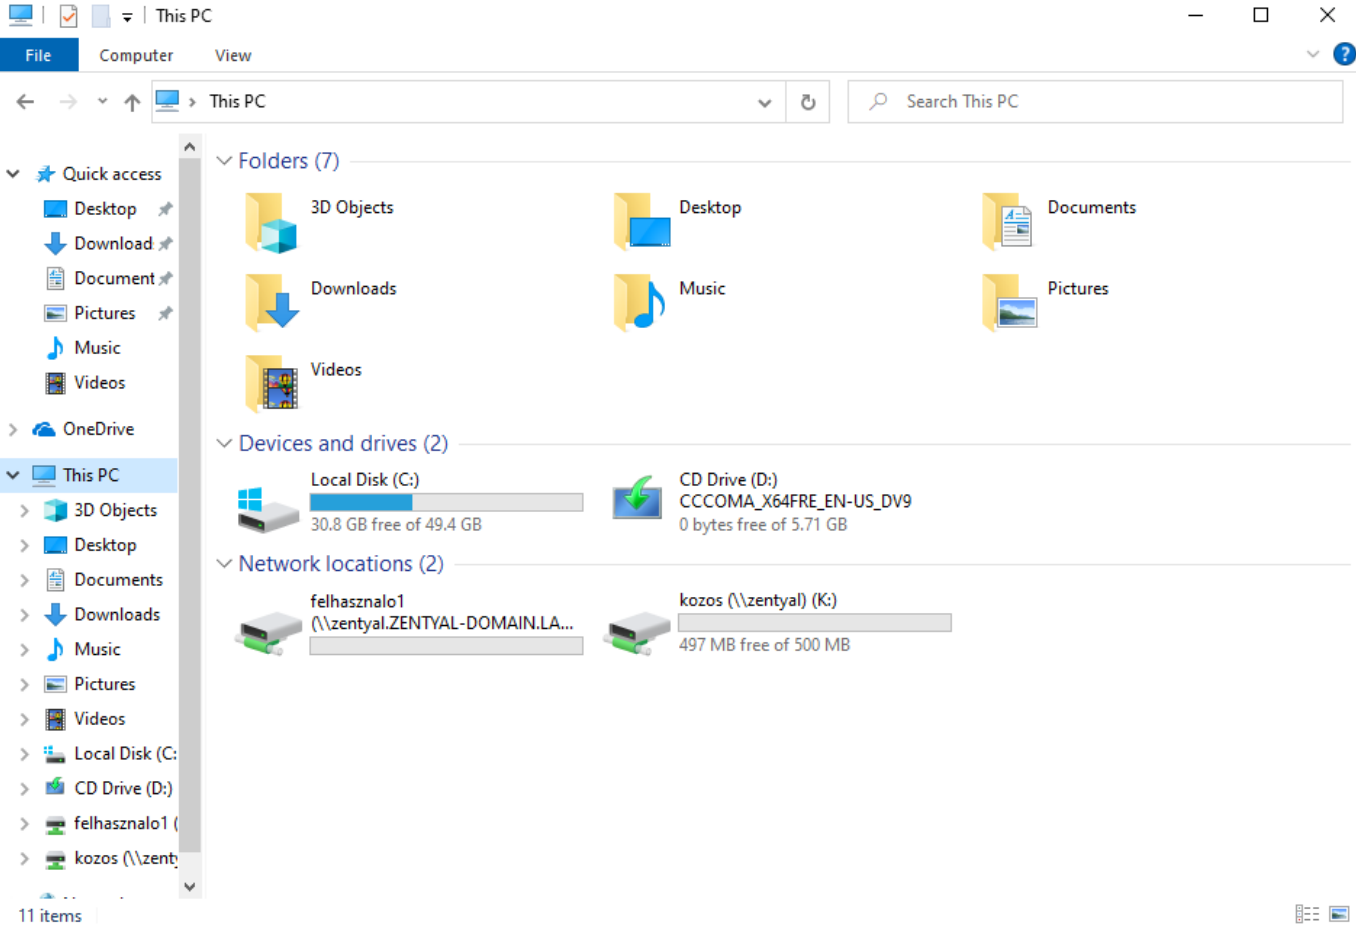 This PC
File Computer View
This PC
Search This PC
Quick access
Desktop
Download
Document
Pictures
Music
Videos
OneDrive
This PC
3D Objects
Desktop
Documents
Downloads
Music
Pictures
Videos
Local Disk (C:
CD Drive (D:)
felhasznalo1 (
kozos (\\zenty
Folders (7)
3D Objects
Desktop
Documents
Downloads
Music
Pictures
Videos
Devices and drives (2)
Local Disk (C:)
30.8 GB free of 49.4 GB
CD Drive (D:)
CCCOMA_X64FRE_EN-US_DV9
0 bytes free of 5.71 GB
Network locations (2)
felhasznalo1
(\\zentyal.ZENTYAL-DOMAIN.LA...
kozos (\\zentyal) (K:)
497 MB free of 500 MB
11 items